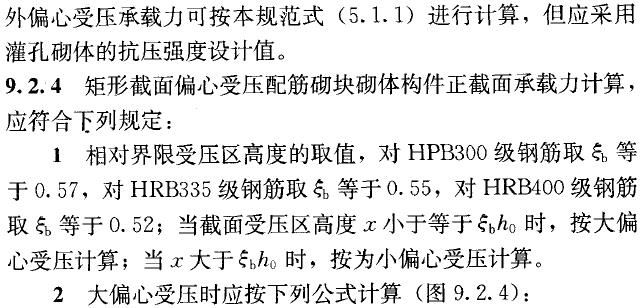 外偏心受压承载力可按本规范式（5.1.1）进行计算，但应采用
灌孔砌体的抗压强度设计值。
9.2.4 矩形截面偏心受压配筋砌块砌体构件正截面承载力计算，
应符合下列规定：
1 相对界限受压区高度的取值，对 HPB300 级钢筋取 ξb 等
于 0.57，对 HRB335 级钢筋取 ξb 等于 0.55，对 HRB400 级钢筋
取 ξb 等于 0.52；当截面受压区高度 x 小于等于 ξbh0 时，按大偏
心受压计算；当 x 大于 ξbh0 时，按为小偏心受压计算。
2 大偏心受压时应按下列公式计算（图 9.2.4）：